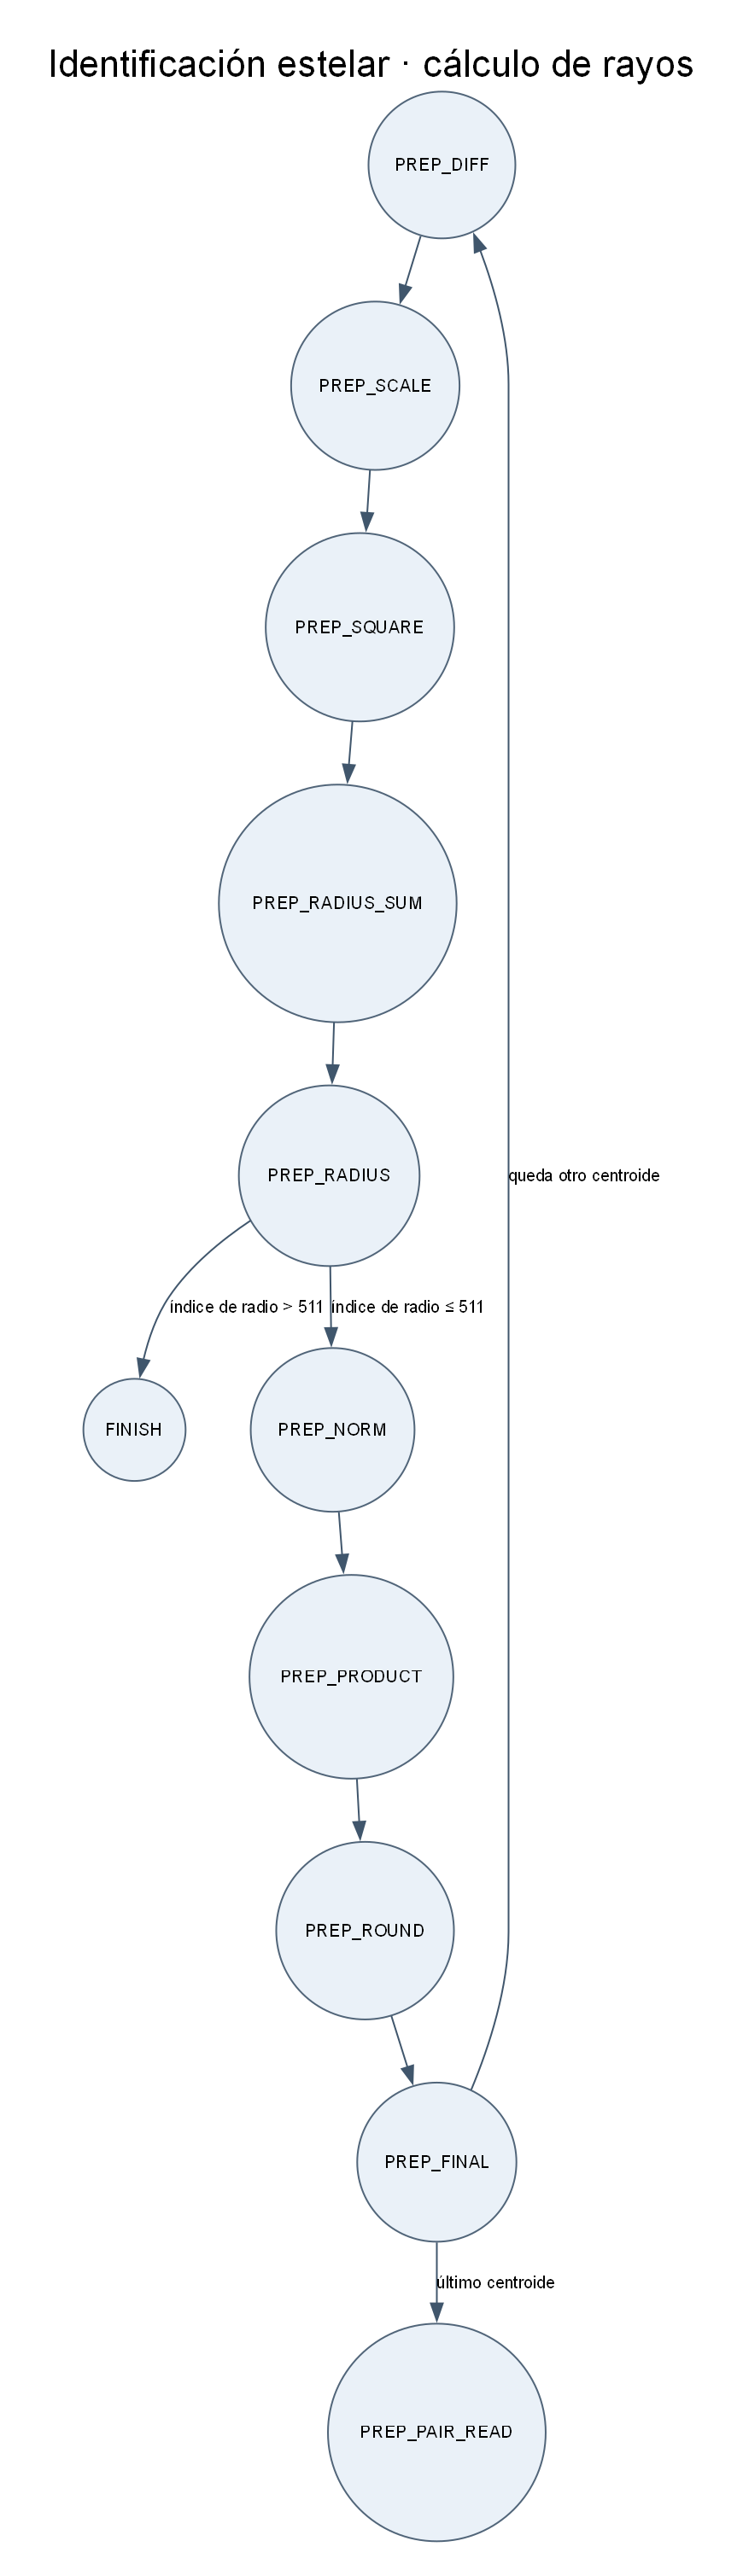 Identificación estelar · cálculo de rayos
PREP_DIFF
PREP_SCALE
PREP_SQUARE
PREP_RADIUS_SUM
PREP_RADIUS
queda otro centroide
índice de radio > 511
índice de radio ≤ 511
FINISH
PREP_NORM
PREP_PRODUCT
PREP_ROUND
PREP_FINAL
último centroide
PREP_PAIR_READ